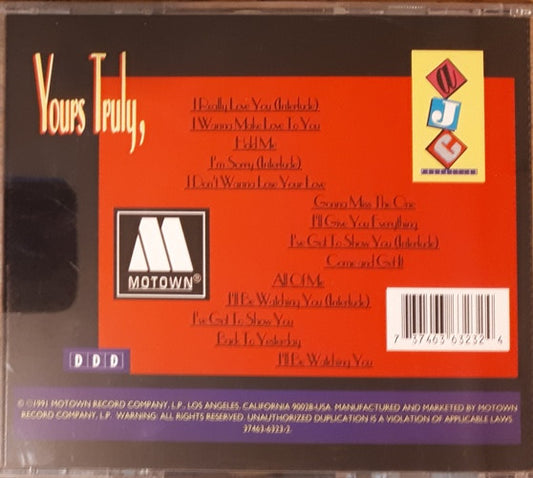 Yours Truly,
a
J
G
I Really Love You (Interlude)
I Wanna Make Love To You
Hold Me
I'm Sorry (Interlude)
I Don't Wanna Lose Your Love
Gonna Miss The One
I'll Give You Everything
I've Got To Show You (Interlude)
Come and Get It
All Of Me
I'll Be Watching You (Interlude)
I've Got To Show You
Back To Yesterday
I'll Be Watching You
M
MOTOWN®
7 37463 63232 4
D D D
℗ ©1991 MOTOWN RECORD COMPANY, L.P., LOS ANGELES, CALIFORNIA 90028-USA. MANUFACTURED AND MARKETED BY MOTOWN
RECORD COMPANY, L.P. WARNING: ALL RIGHTS RESERVED. UNAUTHORIZED DUPLICATION IS A VIOLATION OF APPLICABLE LAWS
37463-6323-2.